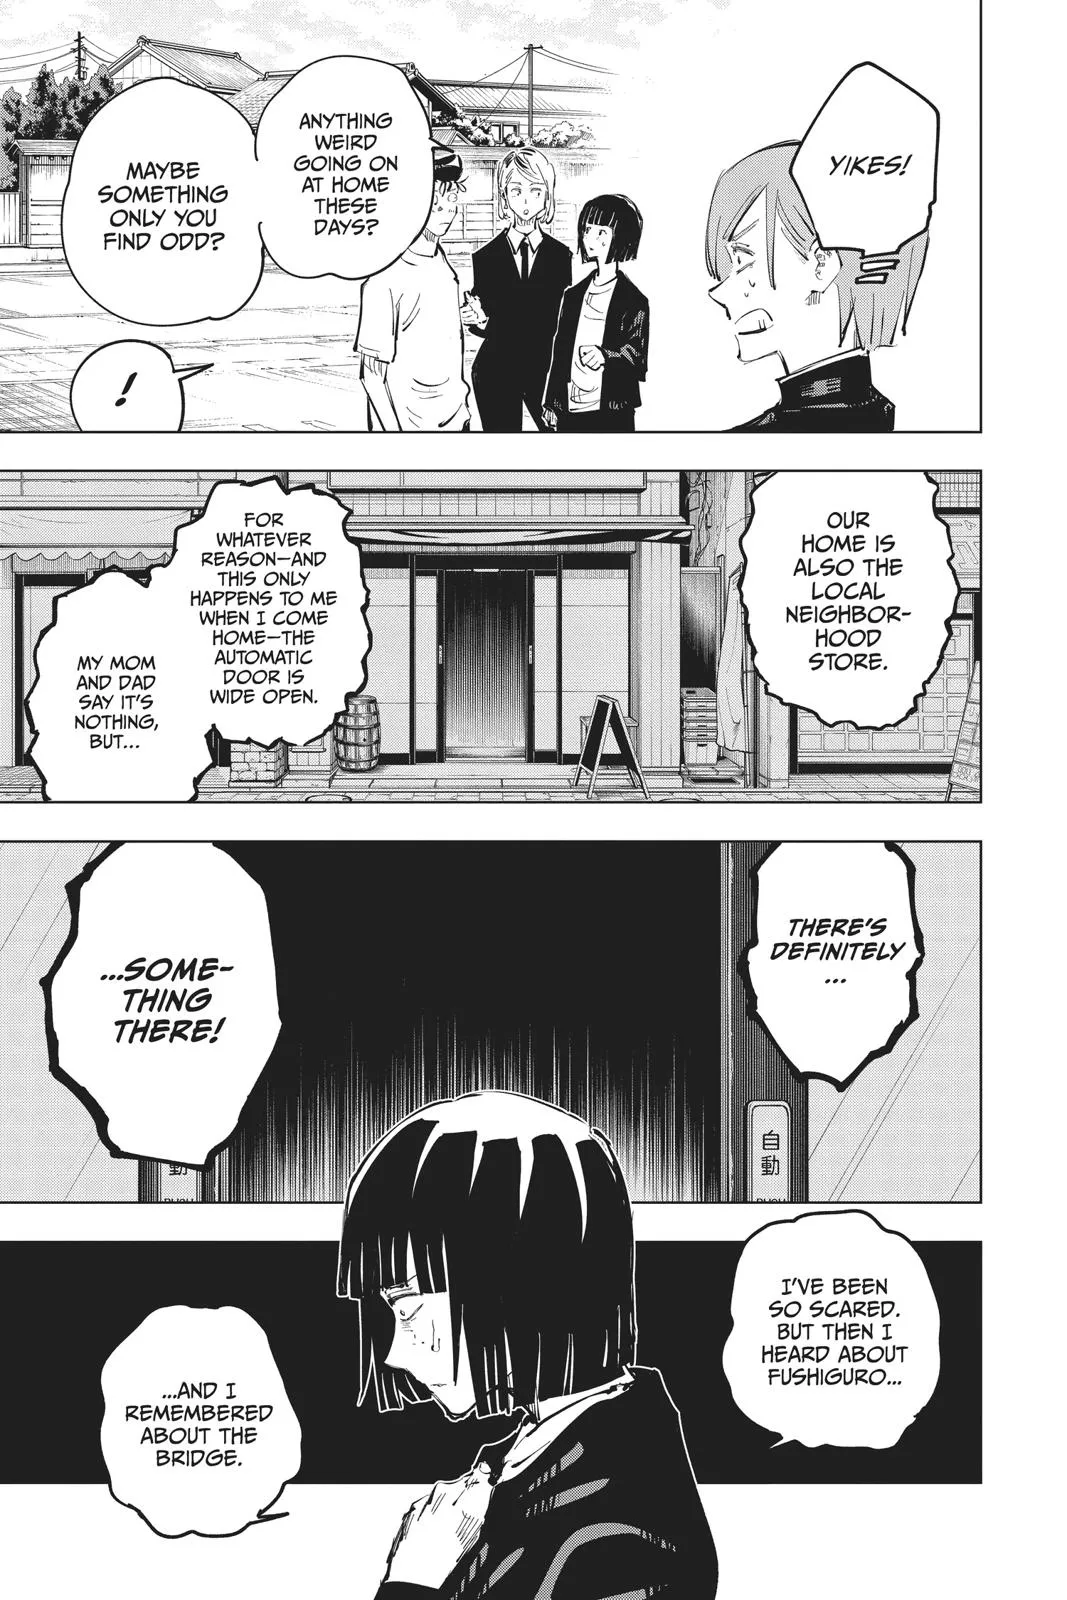 YIKES!
ANYTHING
WEIRD
GOING ON
AT HOME
THESE
DAYS?
MAYBE
SOMETHING
ONLY YOU
FIND ODD?
!
OUR
HOME IS
ALSO THE
LOCAL
NEIGHBOR-
HOOD
STORE.
FOR
WHATEVER
REASON—AND
THIS ONLY
HAPPENS TO ME
WHEN I COME
HOME—THE
AUTOMATIC
DOOR IS
WIDE OPEN.
MY MOM
AND DAD
SAY IT'S
NOTHING,
BUT...
THERE'S
DEFINITELY
...
...SOME-
THING
THERE!
自
動
PUSH
動
PUSH
I'VE BEEN
SO SCARED.
BUT THEN I
HEARD ABOUT
FUSHIGURO...
...AND I
REMEMBERED
ABOUT THE
BRIDGE.